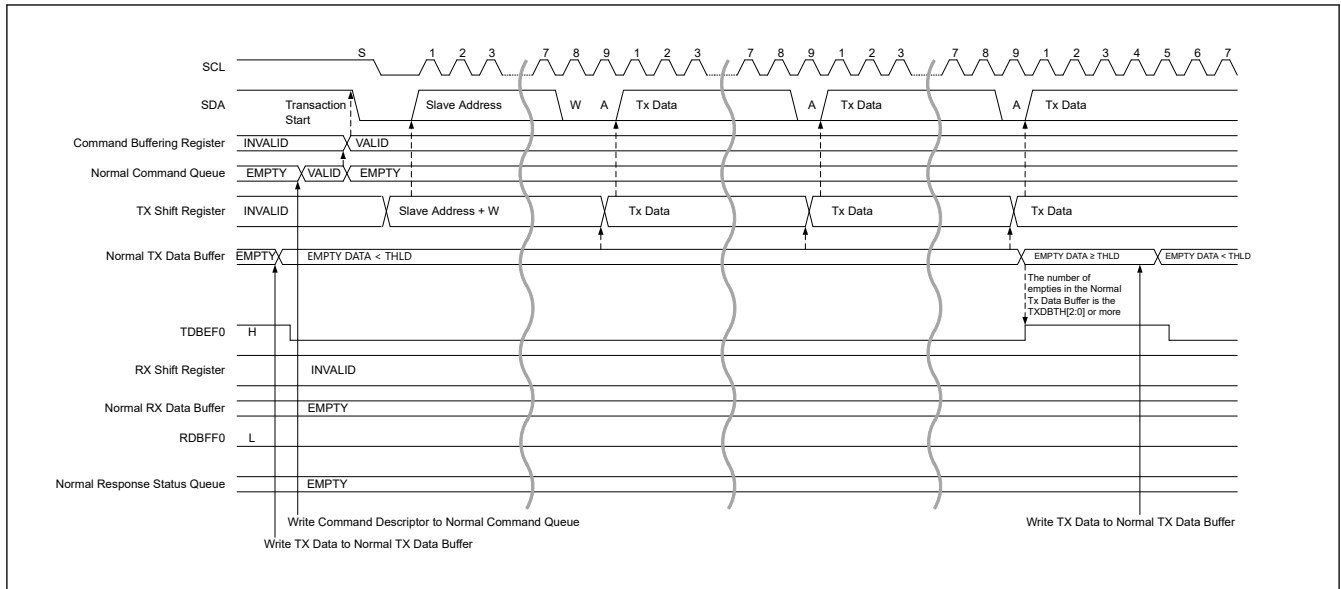 S 1 2 3 7 8 9 1 2 3 7 8 9 1 2 3 7 8 9 1 2 3 4 5 6 7
SCL
SDA Transaction Start Slave Address W A Tx Data A Tx Data A Tx Data
Command Buffering Register INVALID VALID
Normal Command Queue EMPTY VALID EMPTY
TX Shift Register INVALID Slave Address + W Tx Data Tx Data Tx Data
Normal TX Data Buffer EMPTY EMPTY DATA < THLD EMPTY DATA ≥ THLD EMPTY DATA < THLD
The number of
empties in the Normal
Tx Data Buffer is the
TXDBTH[2:0] or more
TDBEF0 H
RX Shift Register INVALID
Normal RX Data Buffer EMPTY
RDBFF0 L
Normal Response Status Queue EMPTY
Write Command Descriptor to Normal Command Queue Write TX Data to Normal TX Data Buffer
Write TX Data to Normal TX Data Buffer